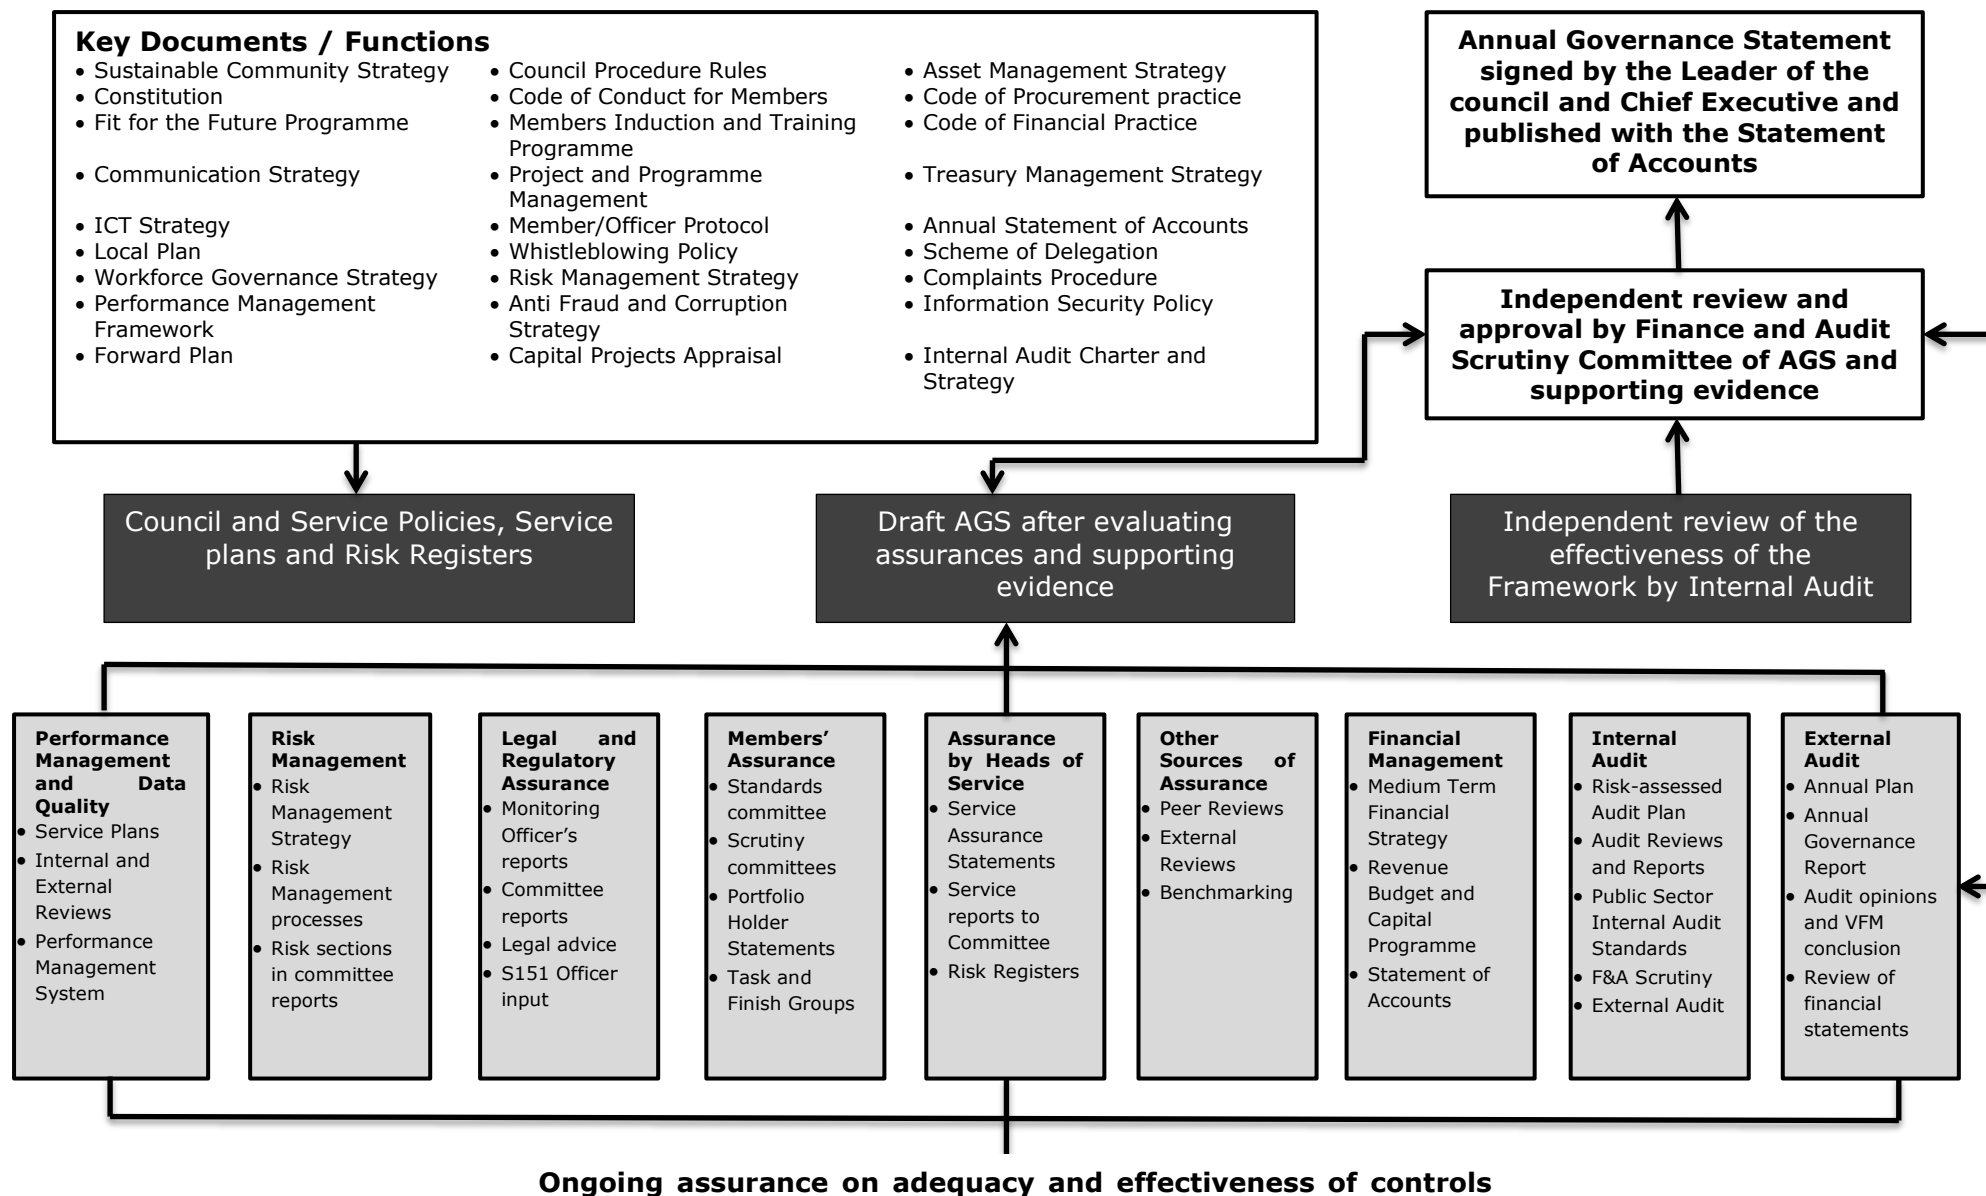 Key Documents / Functions
• Sustainable Community Strategy
• Constitution
• Fit for the Future Programme
• Communication Strategy
• ICT Strategy
• Local Plan
• Workforce Governance Strategy
• Performance Management
Framework
• Forward Plan
• Council Procedure Rules
• Code of Conduct for Members
• Members Induction and Training
Programme
• Project and Programme
Management
• Member/Officer Protocol
• Whistleblowing Policy
• Risk Management Strategy
• Anti Fraud and Corruption
Strategy
• Capital Projects Appraisal
• Asset Management Strategy
• Code of Procurement practice
• Code of Financial Practice
• Treasury Management Strategy
• Annual Statement of Accounts
• Scheme of Delegation
• Complaints Procedure
• Information Security Policy
• Internal Audit Charter and
Strategy
Annual Governance Statement
signed by the Leader of the
council and Chief Executive and
published with the Statement
of Accounts
Independent review and
approval by Finance and Audit
Scrutiny Committee of AGS and
supporting evidence
Council and Service Policies, Service
plans and Risk Registers
Draft AGS after evaluating
assurances and supporting
evidence
Independent review of the
effectiveness of the
Framework by Internal Audit
Performance
Management
and Data
Quality
• Service Plans
• Internal and
External
Reviews
• Performance
Management
System
Risk
Management
• Risk
Management
Strategy
• Risk
Management
processes
• Risk sections
in committee
reports
Legal and
Regulatory
Assurance
• Monitoring
Officer’s
reports
• Committee
reports
• Legal advice
• S151 Officer
input
Members’
Assurance
• Standards
committee
• Scrutiny
committees
• Portfolio
Holder
Statements
• Task and
Finish Groups
Assurance
by Heads of
Service
• Service
Assurance
Statements
• Service
reports to
Committee
• Risk Registers
Other
Sources of
Assurance
• Peer Reviews
• External
Reviews
• Benchmarking
Financial
Management
• Medium Term
Financial
Strategy
• Revenue
Budget and
Capital
Programme
• Statement of
Accounts
Internal
Audit
• Risk-assessed
Audit Plan
• Audit Reviews
and Reports
• Public Sector
Internal Audit
Standards
• F&A Scrutiny
• External Audit
External
Audit
• Annual Plan
• Annual
Governance
Report
• Audit opinions
and VFM
conclusion
• Review of
financial
statements
Ongoing assurance on adequacy and effectiveness of controls